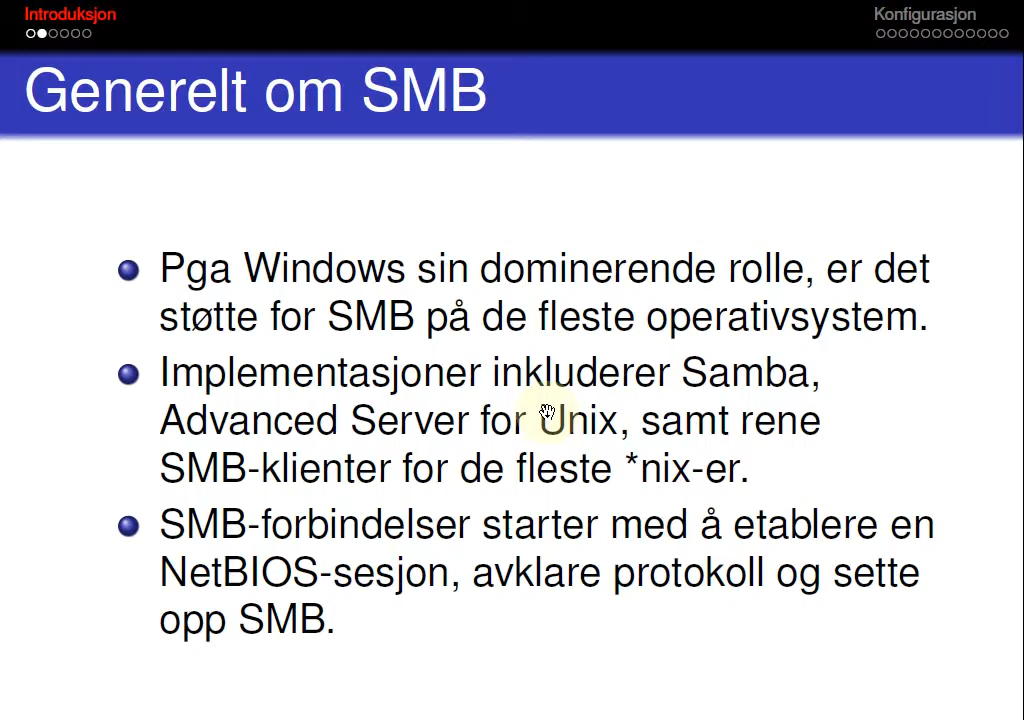 Introduksjon
Konfigurasjon
Generelt om SMB
Pga Windows sin dominerende rolle, er det
støtte for SMB på de fleste operativsystem.
Implementasjoner inkluderer Samba,
Advanced Server for Unix, samt rene
SMB-klienter for de fleste *nix-er.
SMB-forbindelser starter med å etablere en
NetBIOS-sesjon, avklare protokoll og sette
opp SMB.